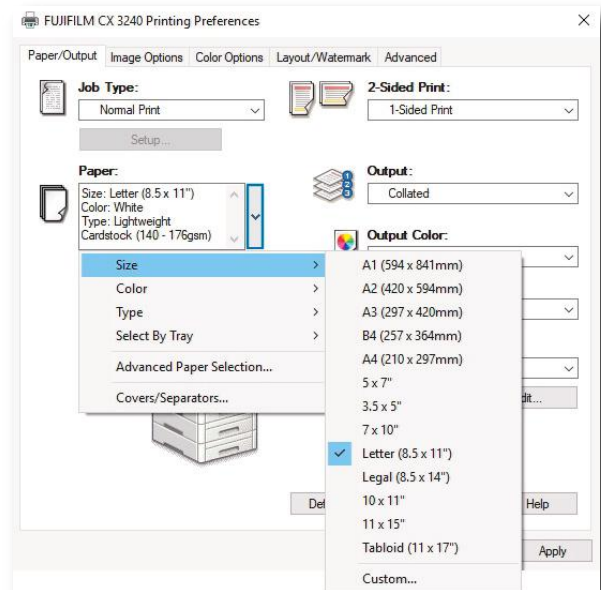 FUJIFILM CX 3240 Printing Preferences
Paper/Output Image Options Color Options Layout/Watermark Advanced
Job Type:
Normal Print
Setup...
2-Sided Print:
1-Sided Print
Paper:
Size: Letter (8.5 x 11")
Color: White
Type: Lightweight
Cardstock (140 - 176gsm)
Output:
Collated
1
2
3
Output Color:
Size
Color
Type
Select By Tray
Advanced Paper Selection...
Covers/Separators...
A1 (594 x 841mm)
A2 (420 x 594mm)
A3 (297 x 420mm)
B4 (257 x 364mm)
A4 (210 x 297mm)
5 x 7"
3.5 x 5"
7 x 10"
Letter (8.5 x 11")
Legal (8.5 x 14")
10 x 11"
11 x 15"
Tabloid (11 x 17")
Custom...
Help
Apply